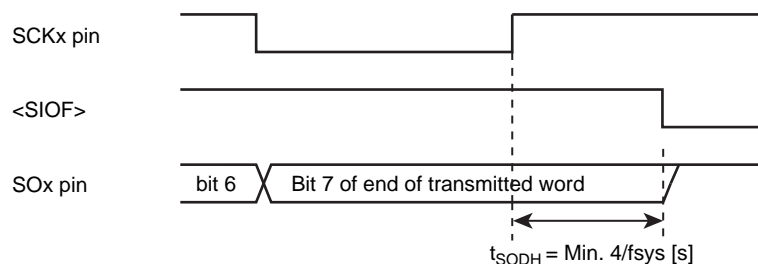 SCKx pin
<SIOF>
SOx pin
bit 6
Bit 7 of end of transmitted word
tSODH = Min. 4/fsys [s]